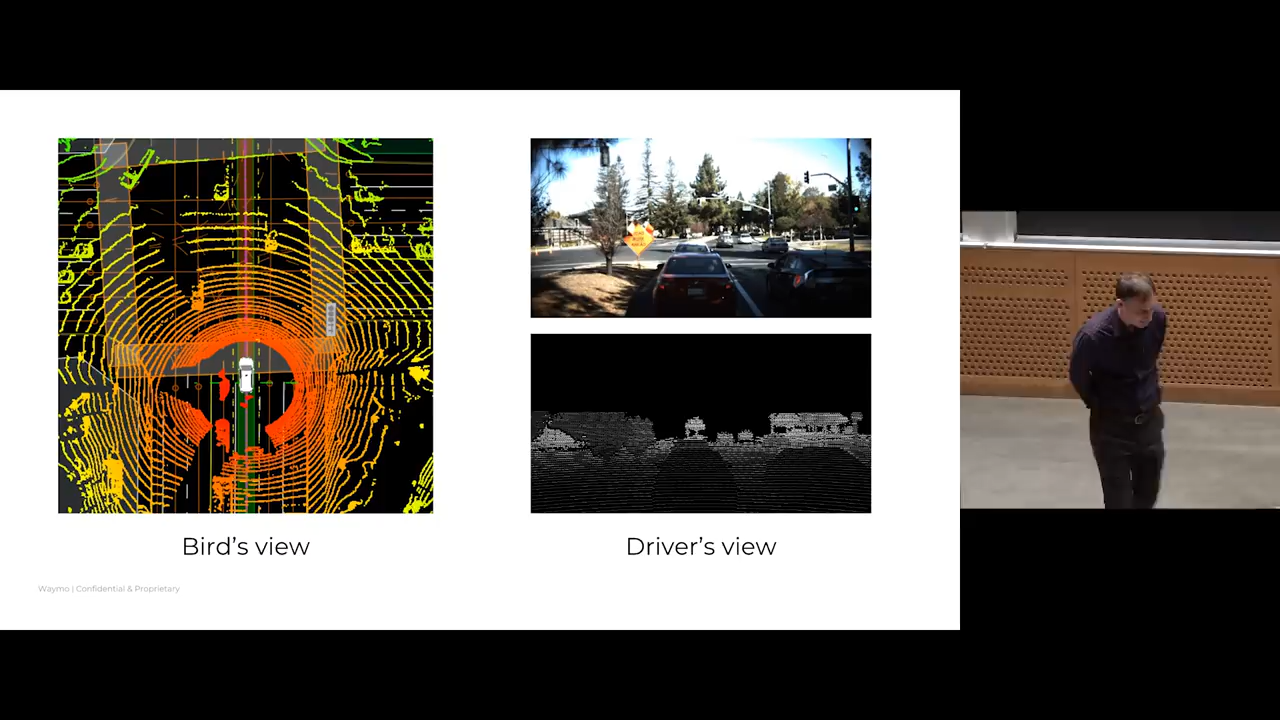 Bird’s view
Driver’s view
Waymo | Confidential & Proprietary